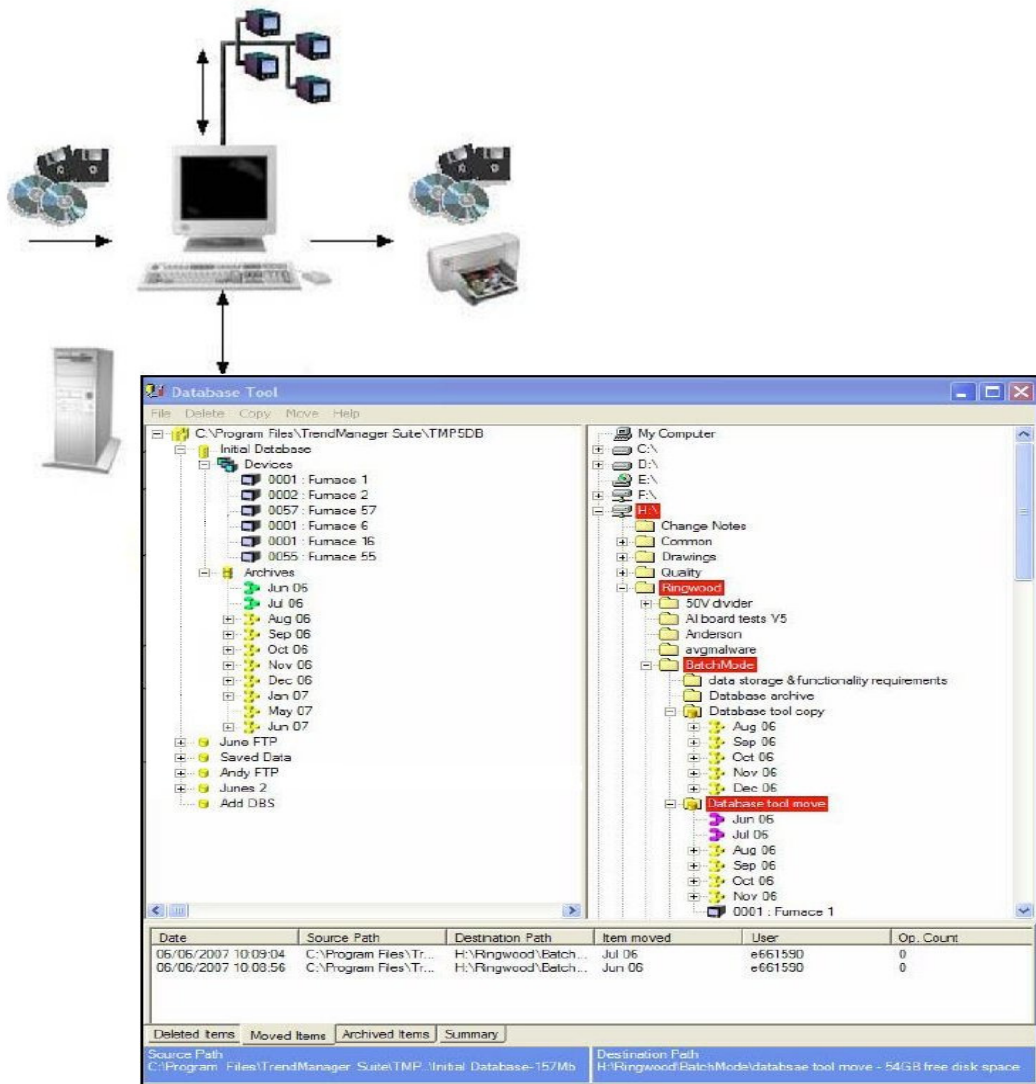 Database Tool
File Delete Copy Move Help
C:\Program Files\TrendManager Suite\TMP5DB
Initial Database
Devices
0001 : Furnace 1
0002 : Furnace 2
0057 : Furnace 57
0001 : Furnace 6
0001 : Furnace 16
0055 : Furnace 55
Archives
Jun 06
Jul 06
Aug 06
Sep 06
Oct 06
Nov 06
Dec 06
Jan 07
May 07
Jun 07
June FTP
Saved Data
Andy FTP
Junes 2
Add DBS
My Computer
C:\
D:\
E:\
F:\
H:\
Change Notes
Common
Drawings
Quality
Ringwood
50V divider
AI board tests V5
Anderson
avgmalware
BatchMode
data storage & functionality requirements
Database archive
Database tool copy
Aug 06
Sep 06
Oct 06
Nov 06
Dec 06
Database tool move
Jun 06
Jul 06
Aug 06
Sep 06
Oct 06
Nov 06
0001 : Furnace 1
Date Source Path Destination Path Item moved User Op. Count
06/06/2007 10:09:04 C:\Program Files\Tr... H:\Ringwood\Batch... Jul 06 e661590 0
06/06/2007 10:08:56 C:\Program Files\Tr... H:\Ringwood\Batch... Jun 06 e661590 0
Deleted Items Moved Items Archived Items Summary
Source Path
C:\Program Files\TrendManager Suite\TMP..\Initial Database-157Mb
Destination Path
H:\Ringwood\BatchMode\databsae tool move - 54GB free disk space